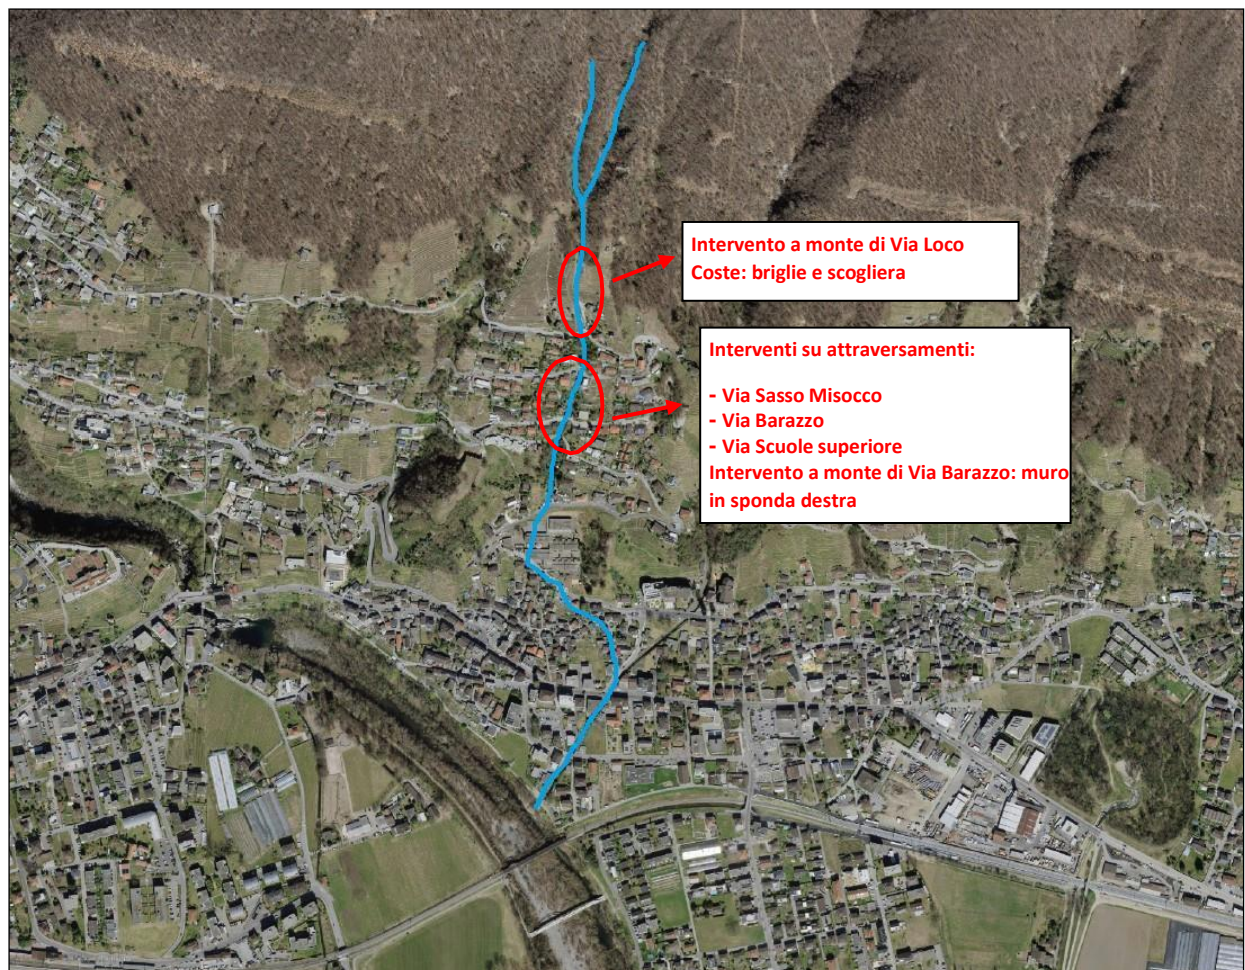 Intervento a monte di Via Loco
Coste: briglie e scogliera
Interventi su attraversamenti:
- Via Sasso Misocco
- Via Barazzo
- Via Scuole superiore
Intervento a monte di Via Barazzo: muro
in sponda destra